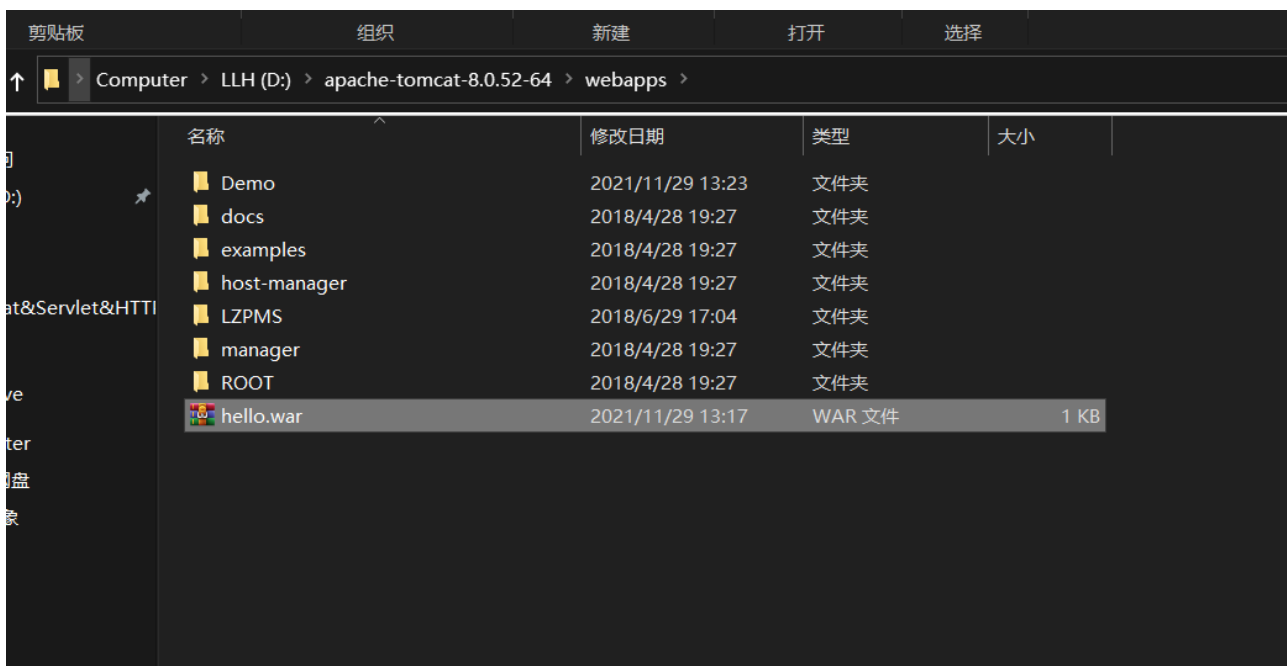 剪贴板 组织 新建 打开 选择
Computer > LLH (D:) > apache-tomcat-8.0.52-64 > webapps >
名称 修改日期 类型 大小
Demo 2021/11/29 13:23 文件夹
:)
docs 2018/4/28 19:27 文件夹
examples 2018/4/28 19:27 文件夹
host-manager 2018/4/28 19:27 文件夹
at&Servlet&HTTI
LZPMS 2018/6/29 17:04 文件夹
manager 2018/4/28 19:27 文件夹
ROOT 2018/4/28 19:27 文件夹
ve
hello.war 2021/11/29 13:17 WAR 文件 1 KB
ter
盘
象